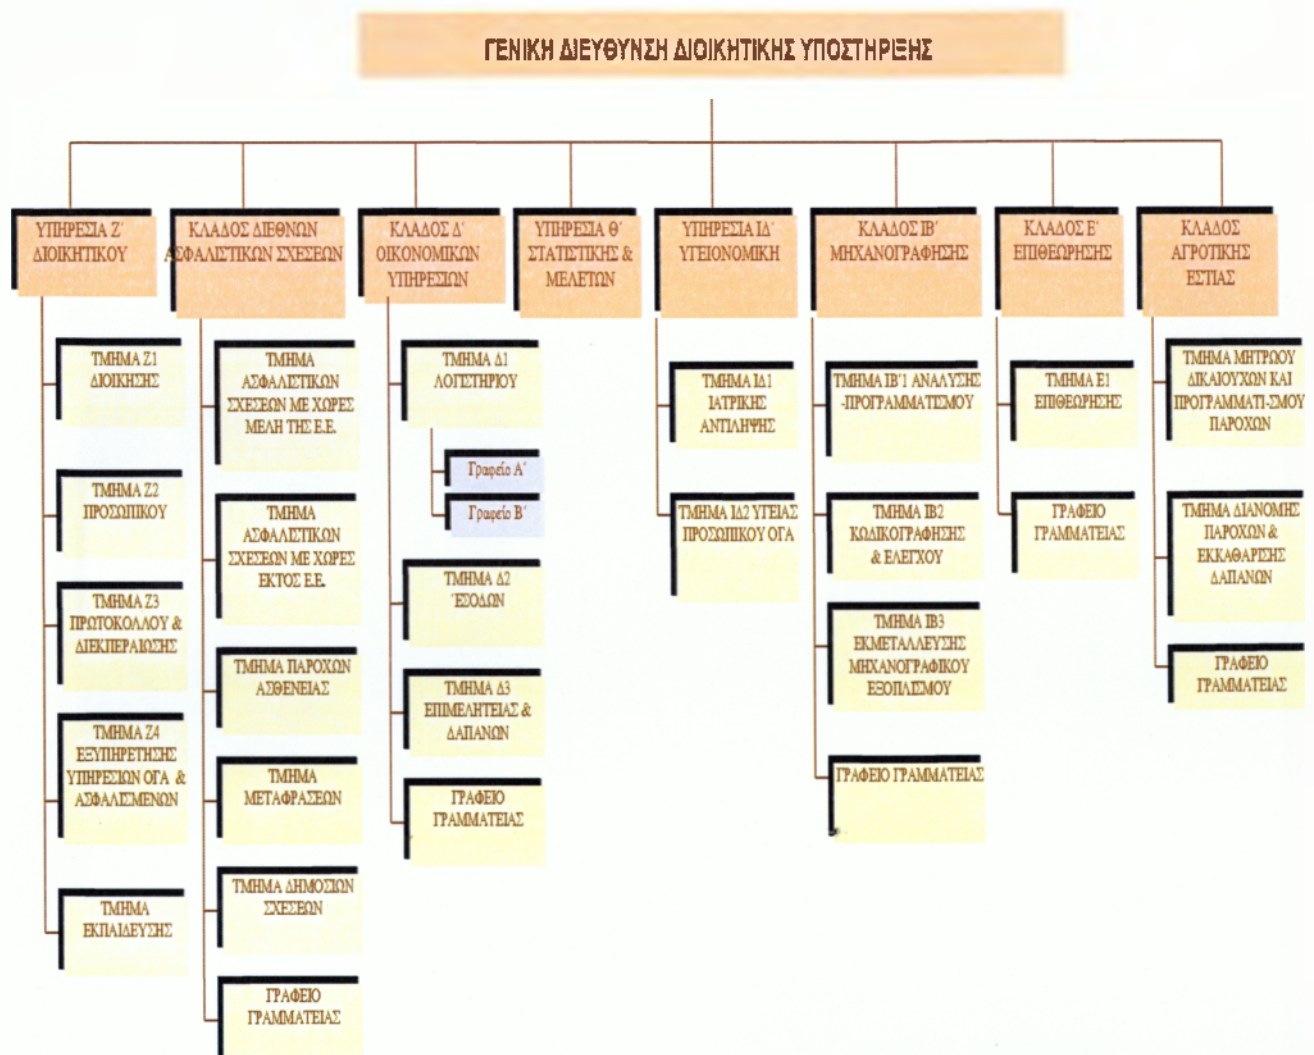 ΓΕΝΙΚΗ ΔΙΕΥΘΥΝΣΗ ΔΙΟΙΚΗΤΙΚΗΣ ΥΠΟΣΤΗΡΙΞΗΣ
ΥΠΗΡΕΣΙΑ Ζ΄
ΔΙΟΙΚΗΤΙΚΟΥ
ΤΜΗΜΑ Ζ1
ΔΙΟΙΚΗΣΗΣ
ΤΜΗΜΑ Ζ2
ΠΡΟΣΩΠΙΚΟΥ
ΤΜΗΜΑ Ζ3
ΠΡΩΤΟΚΟΛΛΟΥ &
ΔΙΕΚΠΕΡΑΙΩΣΗΣ
ΤΜΗΜΑ Ζ4
ΕΞΥΠΗΡΕΤΗΣΗΣ
ΥΠΗΡΕΣΙΩΝ ΟΓΑ &
ΑΣΦΑΛΙΣΜΕΝΩΝ
ΤΜΗΜΑ
ΕΚΠΑΙΔΕΥΣΗΣ
ΚΛΑΔΟΣ ΔΙΕΘΝΩΝ
ΑΣΦΑΛΙΣΤΙΚΩΝ ΣΧΕΣΕΩΝ
ΤΜΗΜΑ
ΑΣΦΑΛΙΣΤΙΚΩΝ
ΣΧΕΣΕΩΝ ΜΕ ΧΩΡΕΣ
ΜΕΛΗ ΤΗΣ Ε.Ε.
ΤΜΗΜΑ
ΑΣΦΑΛΙΣΤΙΚΩΝ
ΣΧΕΣΕΩΝ ΜΕ ΧΩΡΕΣ
ΕΚΤΟΣ Ε.Ε.
ΤΜΗΜΑ ΠΑΡΟΧΩΝ
ΑΣΘΕΝΕΙΑΣ
ΤΜΗΜΑ
ΜΕΤΑΦΡΑΣΕΩΝ
ΤΜΗΜΑ ΔΗΜΟΣΙΩΝ
ΣΧΕΣΕΩΝ
ΓΡΑΦΕΙΟ
ΓΡΑΜΜΑΤΕΙΑΣ
ΚΛΑΔΟΣ Δ΄
ΟΙΚΟΝΟΜΙΚΩΝ
ΥΠΗΡΕΣΙΩΝ
ΤΜΗΜΑ Δ1
ΛΟΓΙΣΤΗΡΙΟΥ
Γραφείο Α΄
Γραφείο Β΄
ΤΜΗΜΑ Δ2
΄ΕΣΟΔΩΝ
ΤΜΗΜΑ Δ3
ΕΠΙΜΕΛΗΤΕΙΑΣ &
ΔΑΠΑΝΩΝ
ΓΡΑΦΕΙΟ
ΓΡΑΜΜΑΤΕΙΑΣ
ΥΠΗΡΕΣΙΑ Θ΄
ΣΤΑΤΙΣΤΙΚΗΣ &
ΜΕΛΕΤΩΝ
ΥΠΗΡΕΣΙΑ ΙΔ΄
ΥΓΕΙΟΝΟΜΙΚΗ
ΤΜΗΜΑ ΙΔ1
ΙΑΤΡΙΚΗΣ
ΑΝΤΙΛΗΨΗΣ
ΤΜΗΜΑ ΙΔ2 ΥΓΕΙΑΣ
ΠΡΟΣΩΠΙΚΟΥ ΟΓΑ
ΚΛΑΔΟΣ ΙΒ΄
ΜΗΧΑΝΟΓΡΑΦΗΣΗΣ
ΤΜΗΜΑ ΙΒ΄1 ΑΝΑΛΥΣΗΣ
-ΠΡΟΓΡΑΜΜΑΤΙΣΜΟΥ
ΤΜΗΜΑ ΙΒ2
ΚΩΔΙΚΟΓΡΑΦΗΣΗΣ
& ΕΛΕΓΧΟΥ
ΤΜΗΜΑ ΙΒ3
ΕΚΜΕΤΑΛΛΕΥΣΗΣ
ΜΗΧΑΝΟΓΡΑΦΙΚΟΥ
ΕΞΟΠΛΙΣΜΟΥ
ΓΡΑΦΕΙΟ ΓΡΑΜΜΑΤΕΙΑΣ
ΚΛΑΔΟΣ Ε΄
ΕΠΙΘΕΩΡΗΣΗΣ
ΤΜΗΜΑ Ε1
ΕΠΙΘΕΩΡΗΣΗΣ
ΓΡΑΦΕΙΟ
ΓΡΑΜΜΑΤΕΙΑΣ
ΚΛΑΔΟΣ
ΑΓΡΟΤΙΚΗΣ
ΕΣΤΙΑΣ
ΤΜΗΜΑ ΜΗΤΡΩΟΥ
ΔΙΚΑΙΟΥΧΩΝ ΚΑΙ
ΠΡΟΓΡΑΜΜΑΤΙ-ΣΜΟΥ
ΠΑΡΟΧΩΝ
ΤΜΗΜΑ ΔΙΑΝΟΜΗΣ
ΠΑΡΟΧΩΝ &
ΕΚΚΑΘΑΡΙΣΗΣ
ΔΑΠΑΝΩΝ
ΓΡΑΦΕΙΟ
ΓΡΑΜΜΑΤΕΙΑΣ